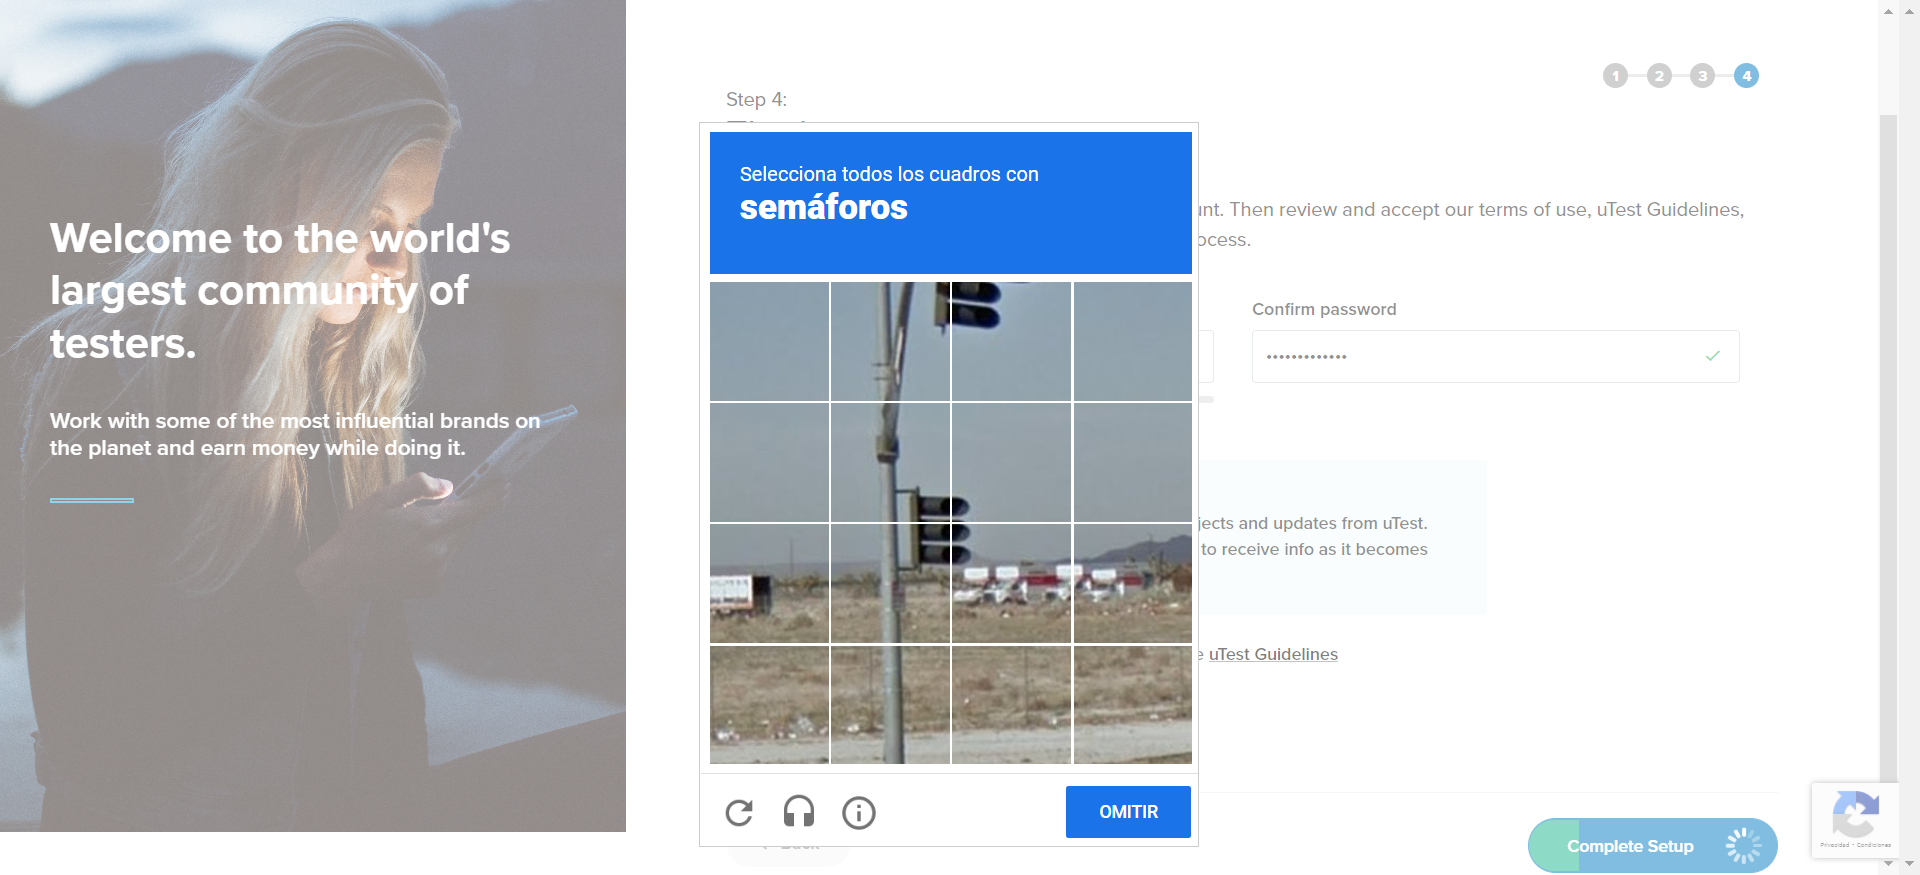 Welcome to the world's
largest community of
testers.
Work with some of the most influential brands on
the planet and earn money while doing it.
1 2 3 4
Step 4:
Selecciona todos los cuadros con
semáforos
OMITIR
unt. Then review and accept our terms of use, uTest Guidelines,
ocess.
Confirm password
jects and updates from uTest.
to receive info as it becomes
e uTest Guidelines
Back
Complete Setup
Privacidad - Condiciones